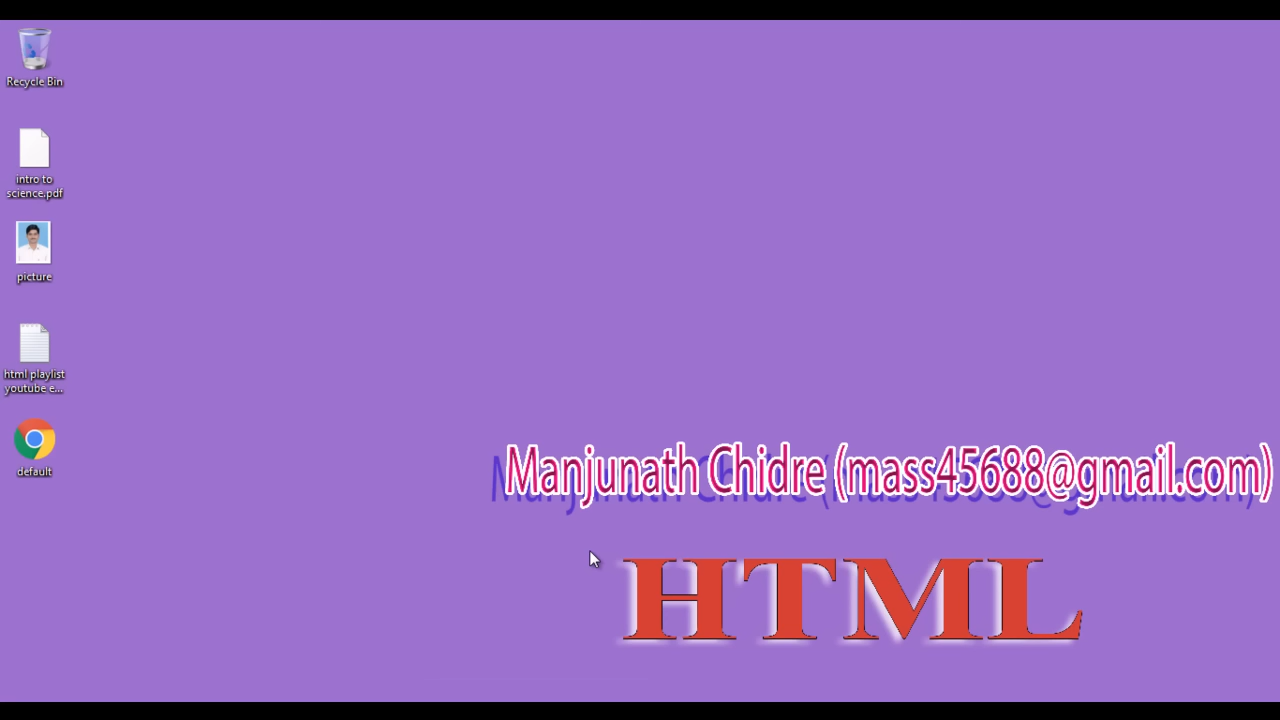 Recycle Bin
intro to
science.pdf
picture
html playlist
youtube e...
default
Manjunath Chidre (mass45688@gmail.com)
HTML